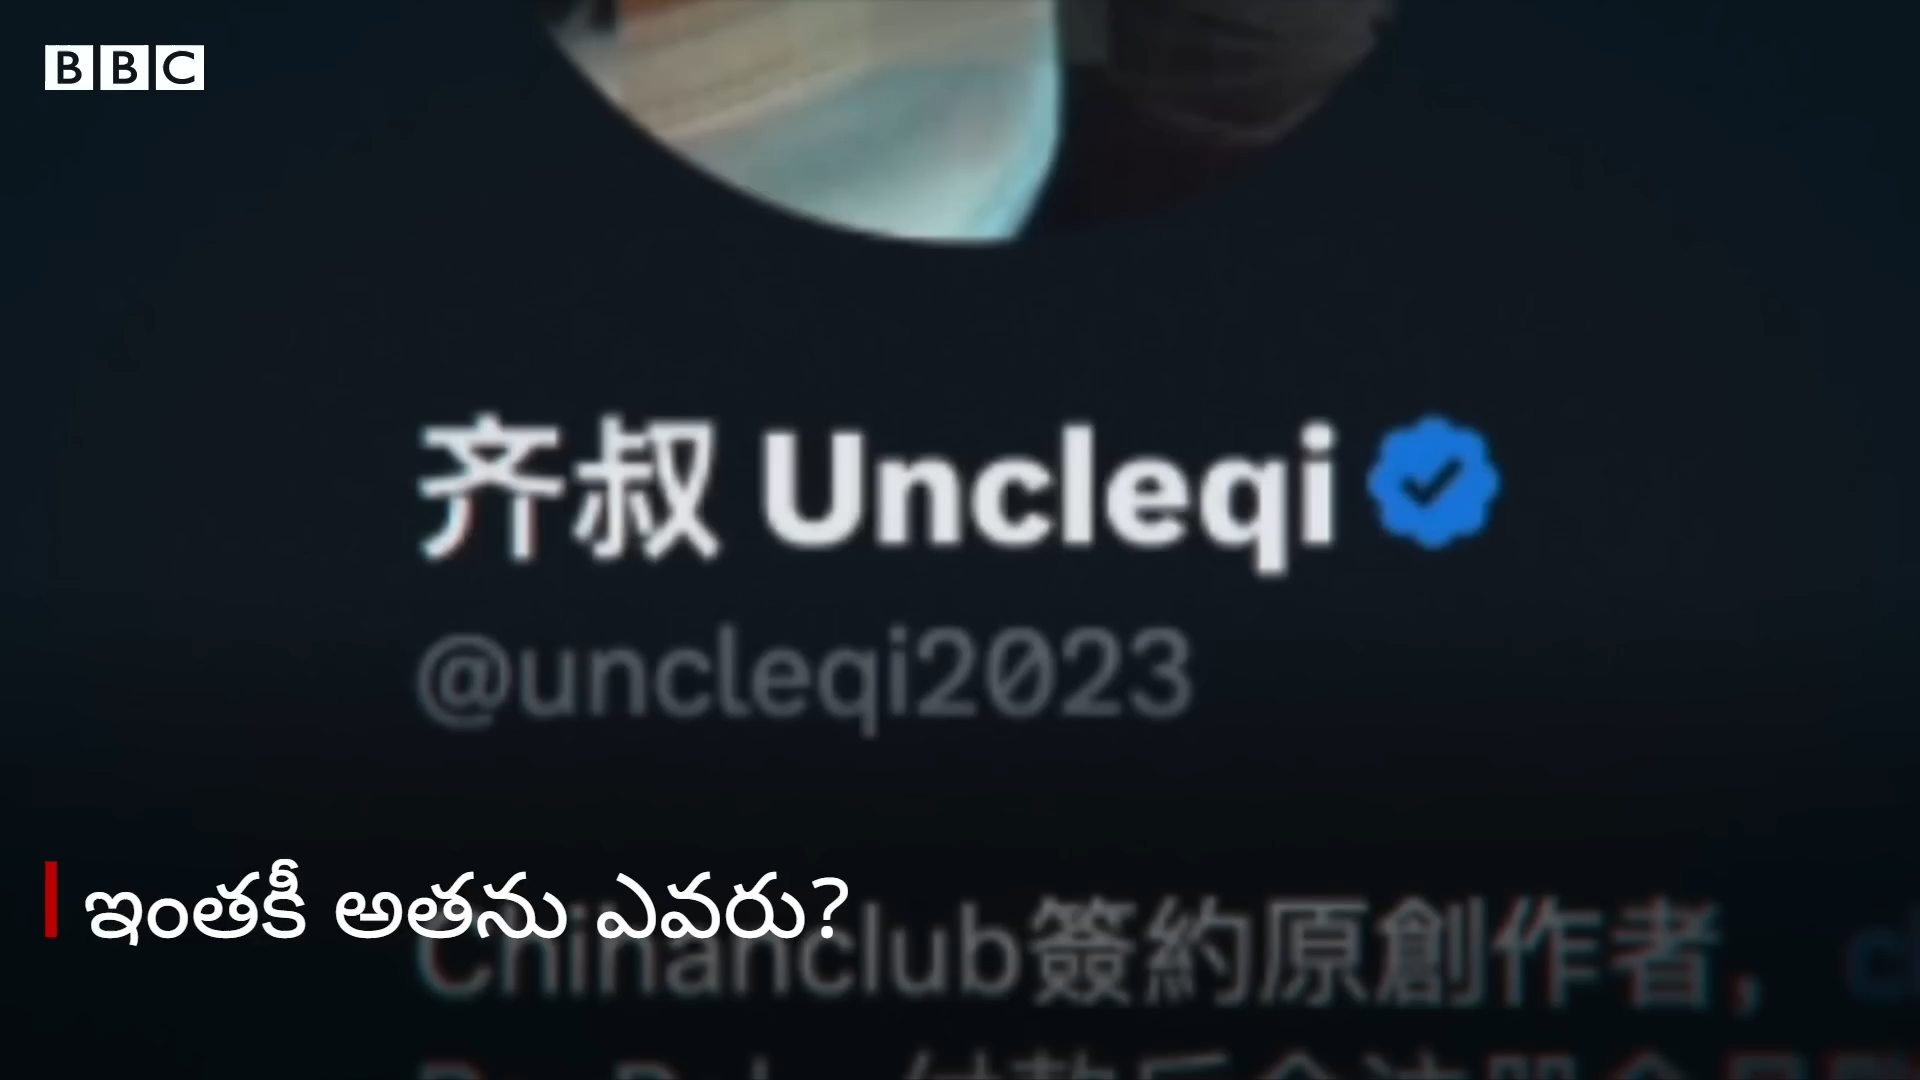 BBC
齐叔 Uncleqi
@uncleqi2023
ఇంతకీ అతను ఎవరు?
Chinanclub簽約原創作者，